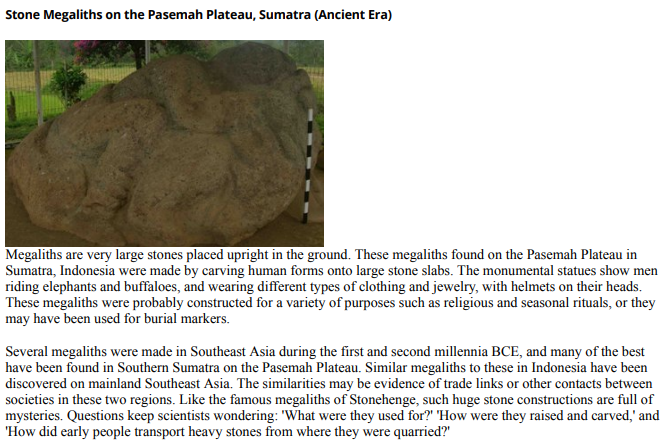 Stone Megaliths on the Pasemah Plateau, Sumatra (Ancient Era)
Megaliths are very large stones placed upright in the ground. These megaliths found on the Pasemah Plateau in
Sumatra, Indonesia were made by carving human forms onto large stone slabs. The monumental statues show men
riding elephants and buffaloes, and wearing different types of clothing and jewelry, with helmets on their heads.
These megaliths were probably constructed for a variety of purposes such as religious and seasonal rituals, or they
may have been used for burial markers.
Several megaliths were made in Southeast Asia during the first and second millennia BCE, and many of the best
have been found in Southern Sumatra on the Pasemah Plateau. Similar megaliths to these in Indonesia have been
discovered on mainland Southeast Asia. The similarities may be evidence of trade links or other contacts between
societies in these two regions. Like the famous megaliths of Stonehenge, such huge stone constructions are full of
mysteries. Questions keep scientists wondering: 'What were they used for?' 'How were they raised and carved,' and
'How did early people transport heavy stones from where they were quarried?'